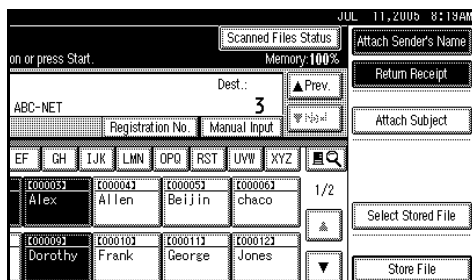 JUL 11,2005 8:19AM
Scanned Files Status
Attach Sender's Name
on or press Start.
Memory:100%
Return Receipt
Dest.:
▲Prev.
ABC-NET
3
▼Next
Attach Subject
Registration No.
Manual Input
EF GH IJK LMN OPQ RST UVW XYZ
[00003] [00004] [00005] [00006]
Alex Allen Beijin chaco
1/2
Select Stored File
[00009] [00010] [00011] [00012]
Dorothy Frank George Jones
Store File